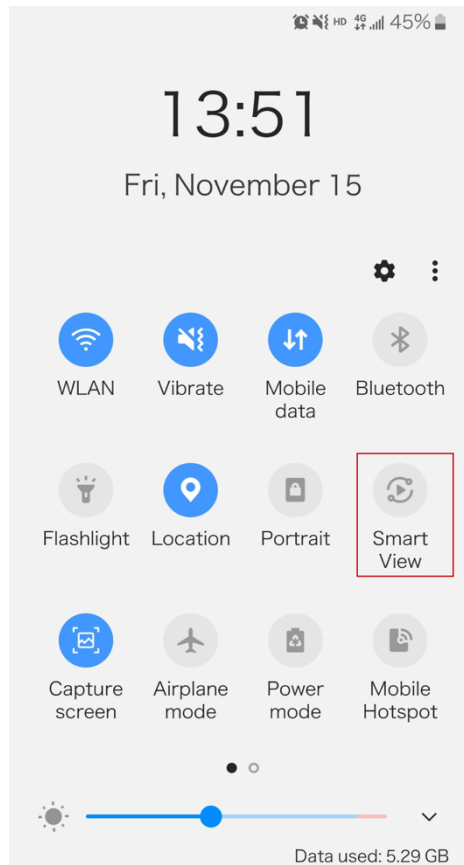 HD 4G 45%
13:51
Fri, November 15
WLAN Vibrate Mobile data Bluetooth
Flashlight Location Portrait Smart View
Capture screen Airplane mode Power mode Mobile Hotspot
Data used: 5.29 GB